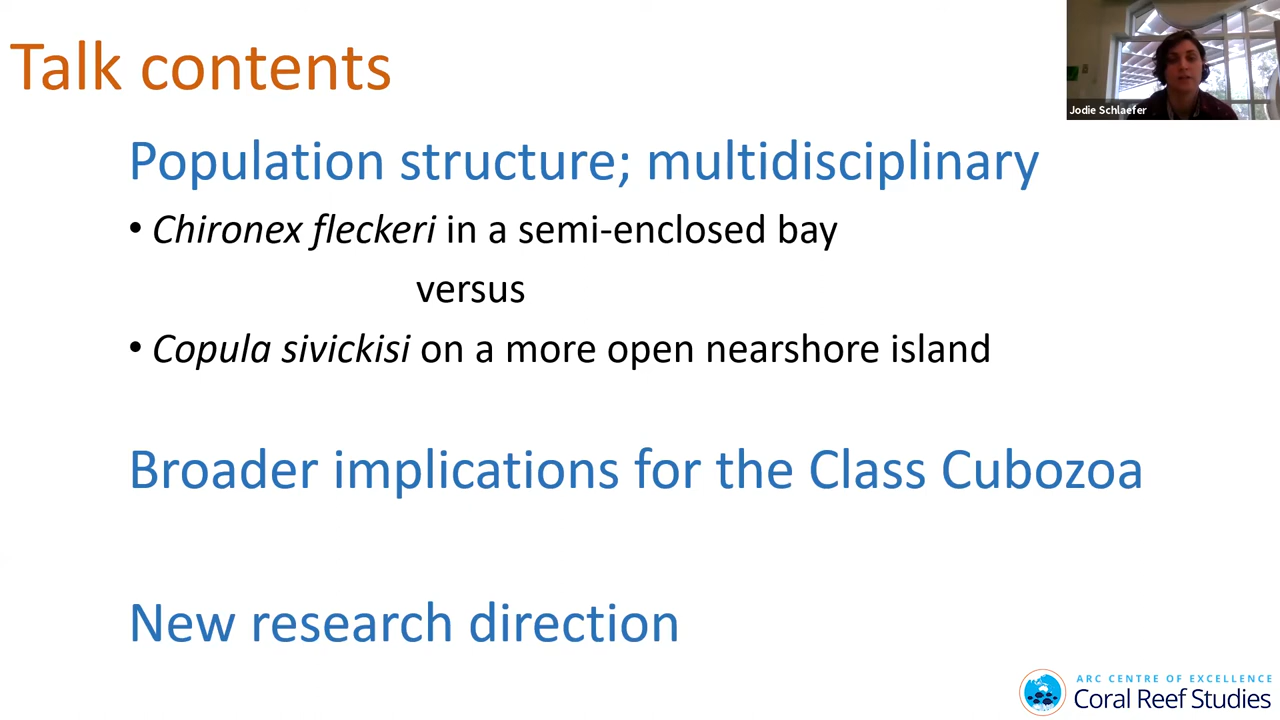 Talk contents
Jodie Schlaefer
Population structure; multidisciplinary
• Chironex fleckeri in a semi-enclosed bay
versus
• Copula sivickisi on a more open nearshore island
Broader implications for the Class Cubozoa
New research direction
ARC CENTRE OF EXCELLENCE
Coral Reef Studies